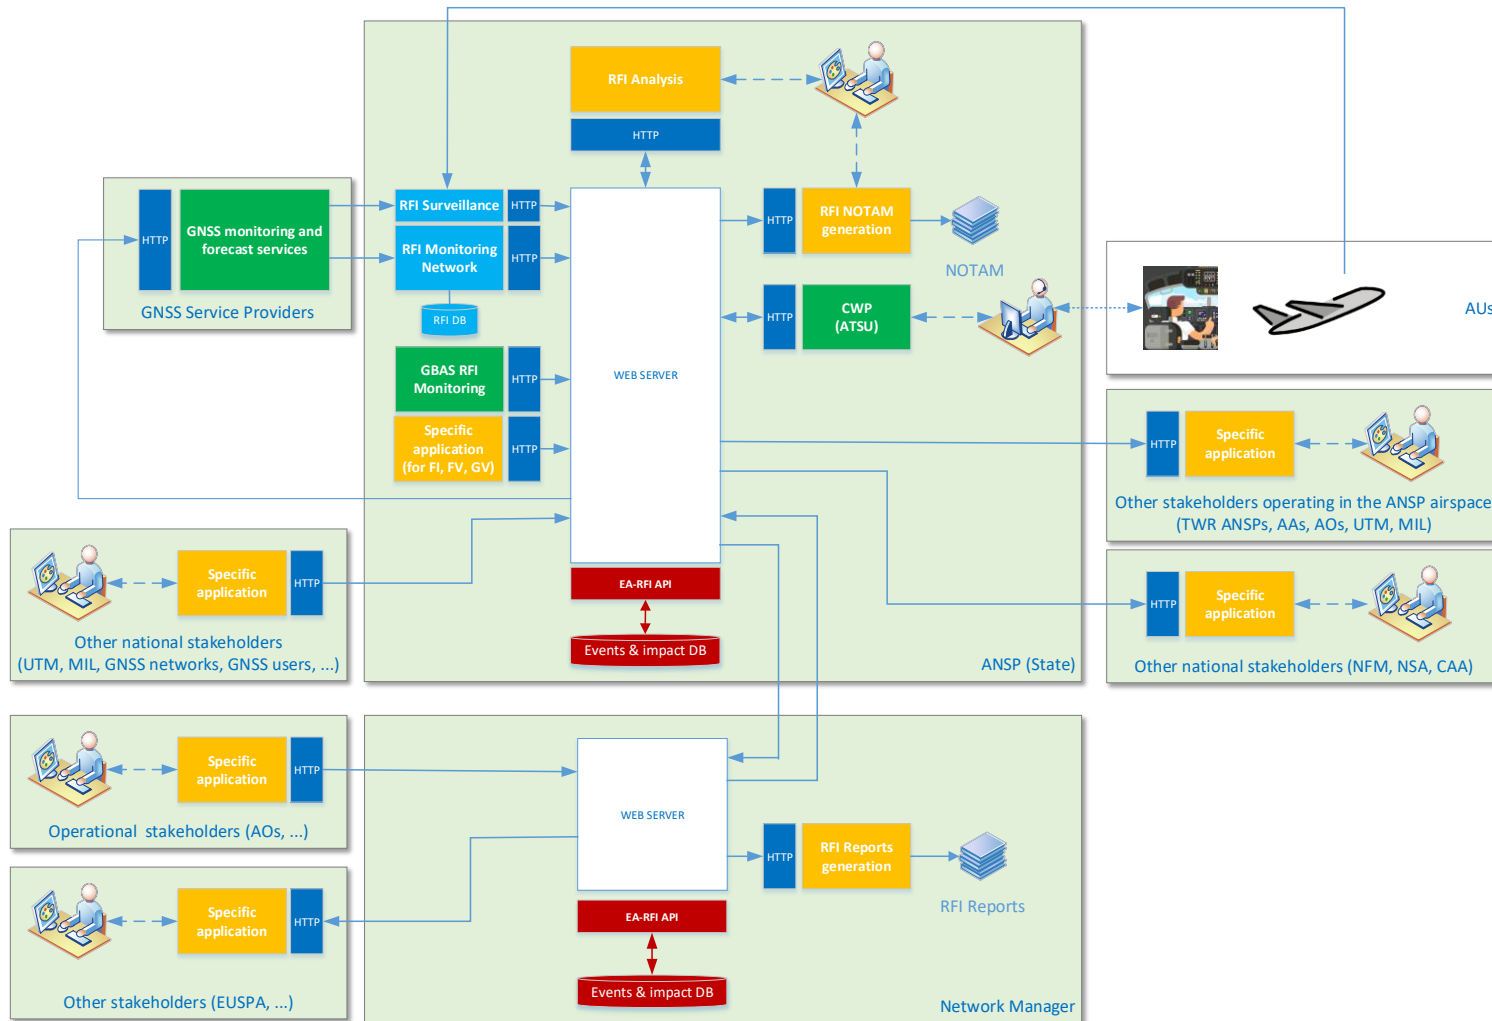 RFI Analysis
HTTP
HTTP
GNSS monitoring and
forecast services
GNSS Service Providers
RFI Surveillance
HTTP
RFI Monitoring
Network
HTTP
RFI DB
GBAS RFI
Monitoring
HTTP
Specific
application
(for FI, FV, GV)
HTTP
WEB SERVER
HTTP
RFI NOTAM
generation
NOTAM
HTTP
CWP
(ATSU)
AUs
HTTP
Specific
application
Other stakeholders operating in the ANSP airspace
(TWR ANSPs, AAs, AOs, UTM, MIL)
Specific
application
HTTP
Other national stakeholders
(UTM, MIL, GNSS networks, GNSS users, ...)
EA-RFI API
Events & impact DB
ANSP (State)
HTTP
Specific
application
Other national stakeholders (NFM, NSA, CAA)
Specific
application
HTTP
Operational stakeholders (AOs, ...)
WEB SERVER
HTTP
RFI Reports
generation
RFI Reports
Specific
application
HTTP
Other stakeholders (EUSPA, ...)
EA-RFI API
Events & impact DB
Network Manager